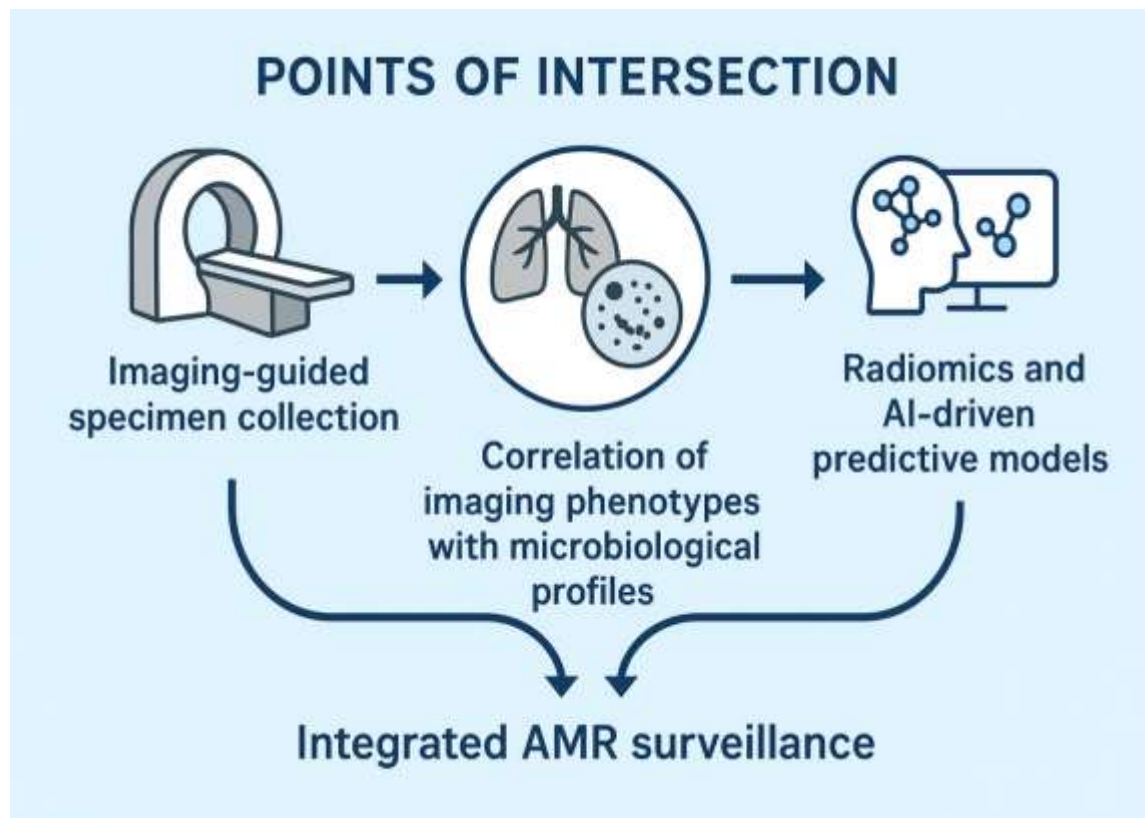 POINTS OF INTERSECTION
Imaging-guided
specimen collection
Correlation of
imaging phenotypes
with microbiological
profiles
Radiomics and
AI-driven
predictive models
Integrated AMR surveillance